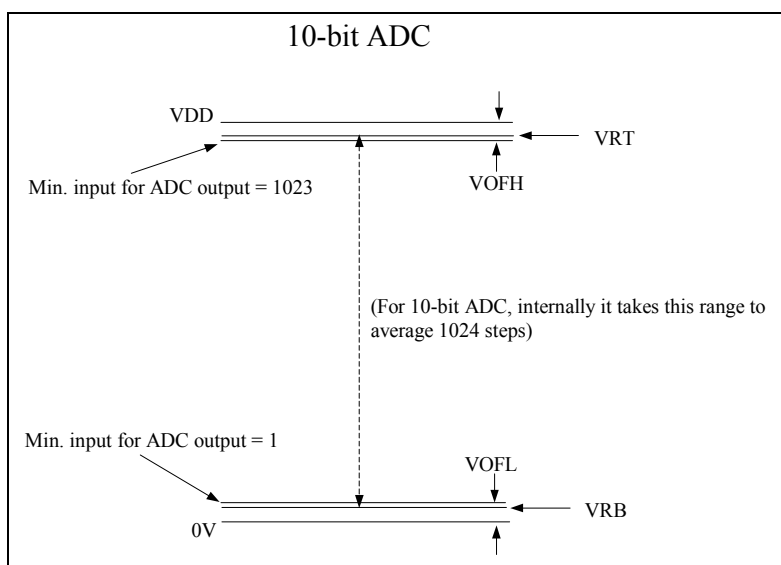 10-bit ADC
VDD
VRT
Min. input for ADC output = 1023
VOFH
(For 10-bit ADC, internally it takes this range to
average 1024 steps)
Min. input for ADC output = 1
VOFL
VRB
0V